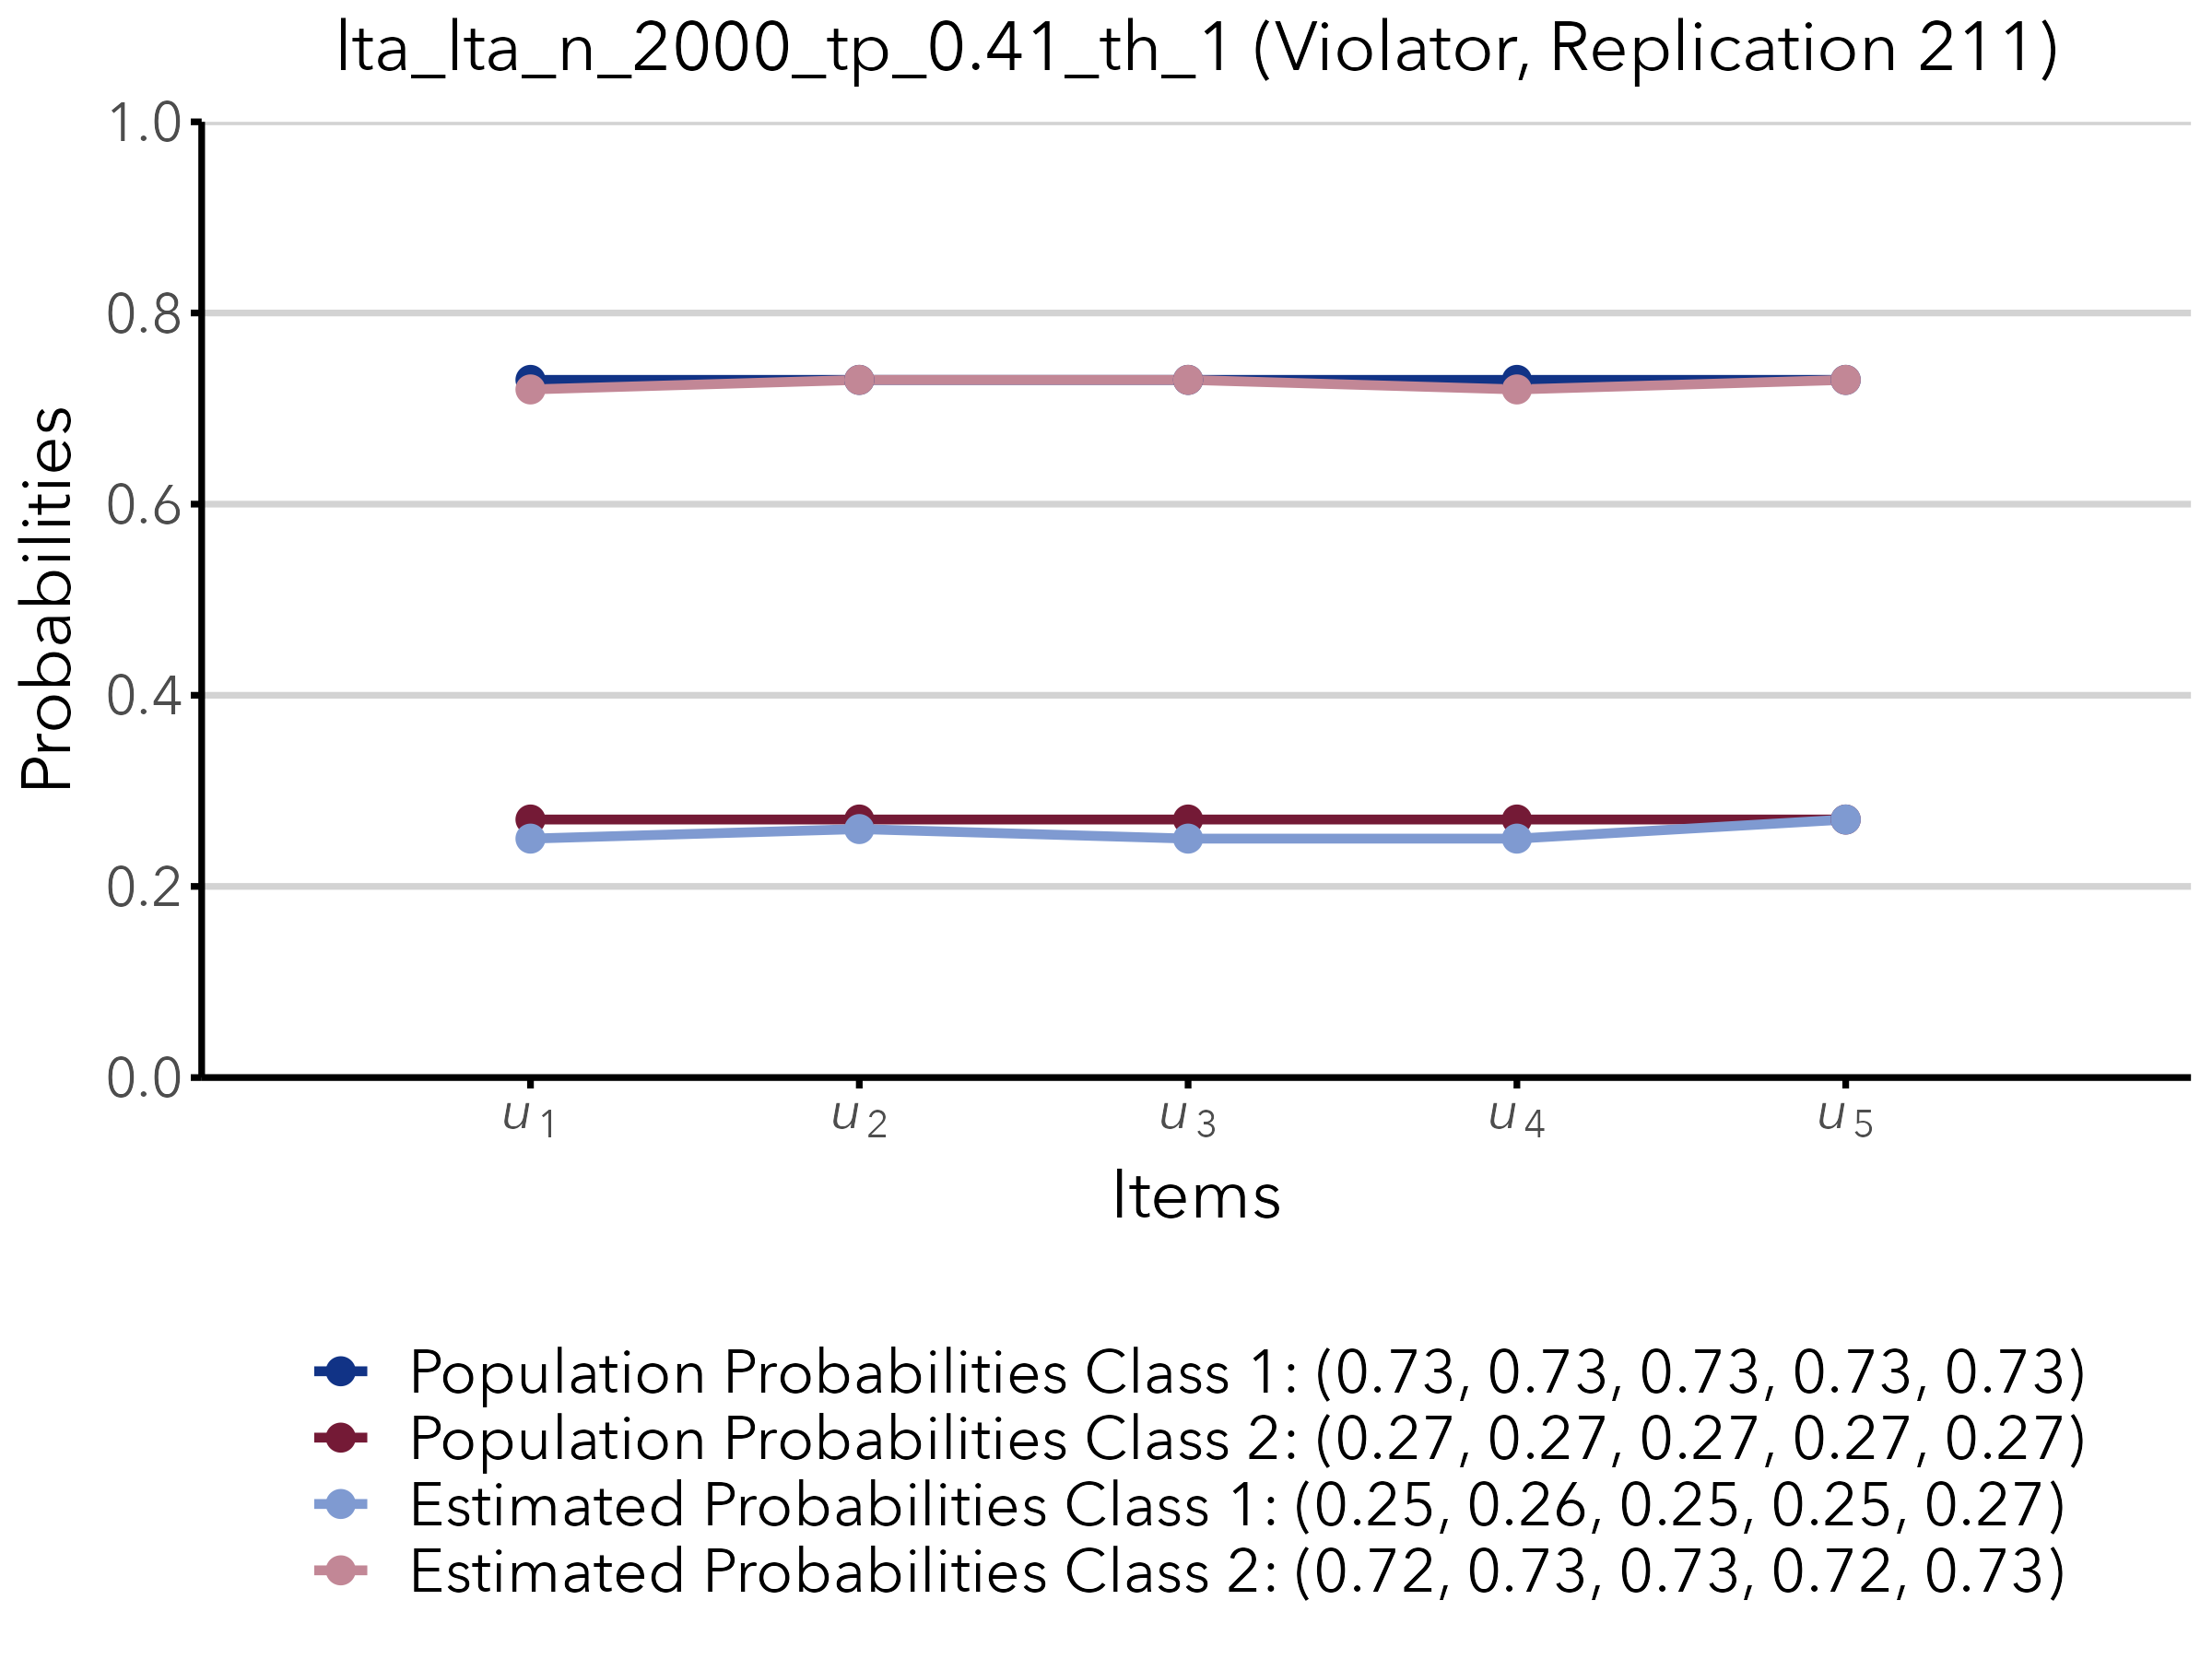 lta_lta_n_2000_tp_0.41_th_1 (Violator, Replication 211)
1.0
0.8
0.6
0.4
0.2
0.0
Probabilities
u1 u2 u3 u4 u5
Items
Population Probabilities Class 1: (0.73, 0.73, 0.73, 0.73, 0.73)
Population Probabilities Class 2: (0.27, 0.27, 0.27, 0.27, 0.27)
Estimated Probabilities Class 1: (0.25, 0.26, 0.25, 0.25, 0.27)
Estimated Probabilities Class 2: (0.72, 0.73, 0.73, 0.72, 0.73)